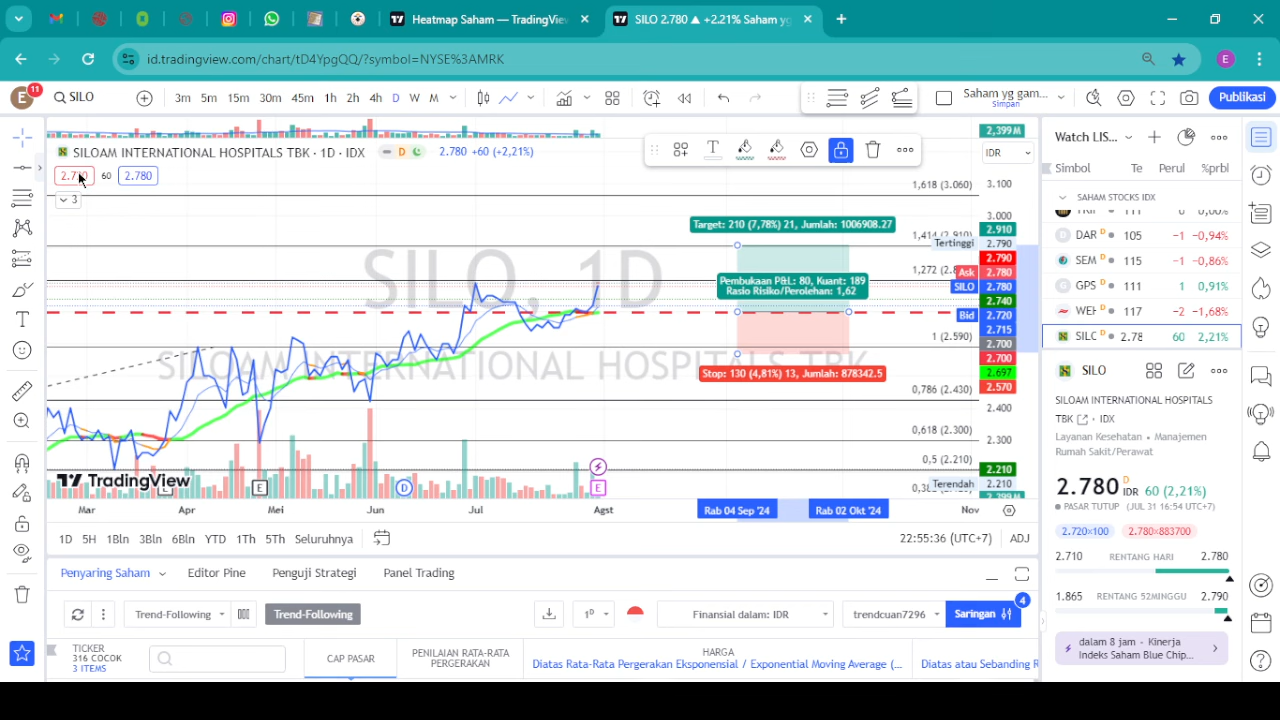 Heatmap Saham — TradingVie
SILO 2.780 ▲ +2.21% Saham yg
id.tradingview.com/chart/tD4YpgQQ/?symbol=NYSE%3AMRK
E
E
11
SILO
3m 5m 15m 30m 45m 1h 2h 4h D W M
Saham yg gam...
Simpan
Publikasi
SILOAM INTERNATIONAL HOSPITALS TBK · 1D · IDX
D
2.780 +60 (+2,21%)
60
2.780
3
2,399M
IDR
3.100
3.000
2.910
2.790
2.790
2.780
2.780
2.740
2.720
2.715
2.700
2.700
2.697
2.570
2.400
2.300
2.210
2.210
1,618 (3.060)
Tertinggi
Ask
SILO
Bid
1 (2.590)
0,786 (2.430)
0,618 (2.300)
0,5 (2.210)
Terendah
Target: 210 (7,78%) 21, Jumlah: 1006908.27
Pembukaan P&L: 80, Kuant: 189
Rasio Risiko/Perolehan: 1,62
Stop: 130 (4,81%) 13, Jumlah: 878342.5
SILO, 1D
SILOAM INTERNATIONAL HOSPITALS TBK
TradingView
E
D
E
Mar Apr Mei Jun Jul Agst Rab 04 Sep '24 Rab 02 Okt '24 Nov
1D 5H 1Bln 3Bln 6Bln YTD 1Th 5Th Seluruhnya
22:55:36 (UTC+7) ADJ
Penyaring Saham Editor Pine Penguji Strategi Panel Trading
Trend-Following Trend-Following
1D
Finansial dalam: IDR
trendcuan7296
Saringan
4
TICKER
316 COCOK
3 ITEMS
CAP PASAR
PENILAIAN RATA-RATA
PERGERAKAN
HARGA
Diatas Rata-Rata Pergerakan Eksponensial / Exponential Moving Average (...
Diatas atau Sebanding R
Watch LIS...
Simbol Te Perul %prbl
SAHAM STOCKS IDX
DAR D 105 −1 −0,86%
SEM D 115 −1 −0,86%
GPS D 111 1 0,91%
WEF D 117 −2 −1,68%
SILC D 2.78 60 2,21%
SILO
SILOAM INTERNATIONAL HOSPITALS
TBK · IDX
Layanan Kesehatan • Manajemen
Rumah Sakit/Perawat
2.780 D IDR 60 (2,21%)
PASAR TUTUP (JUL 31 16:54 UTC+7)
2.720×100 2.780×883700
2.710 RENTANG HARI 2.780
1.865 RENTANG 52MINGGU 2.790
dalam 8 jam · Kinerja
Indeks Saham Blue Chip...